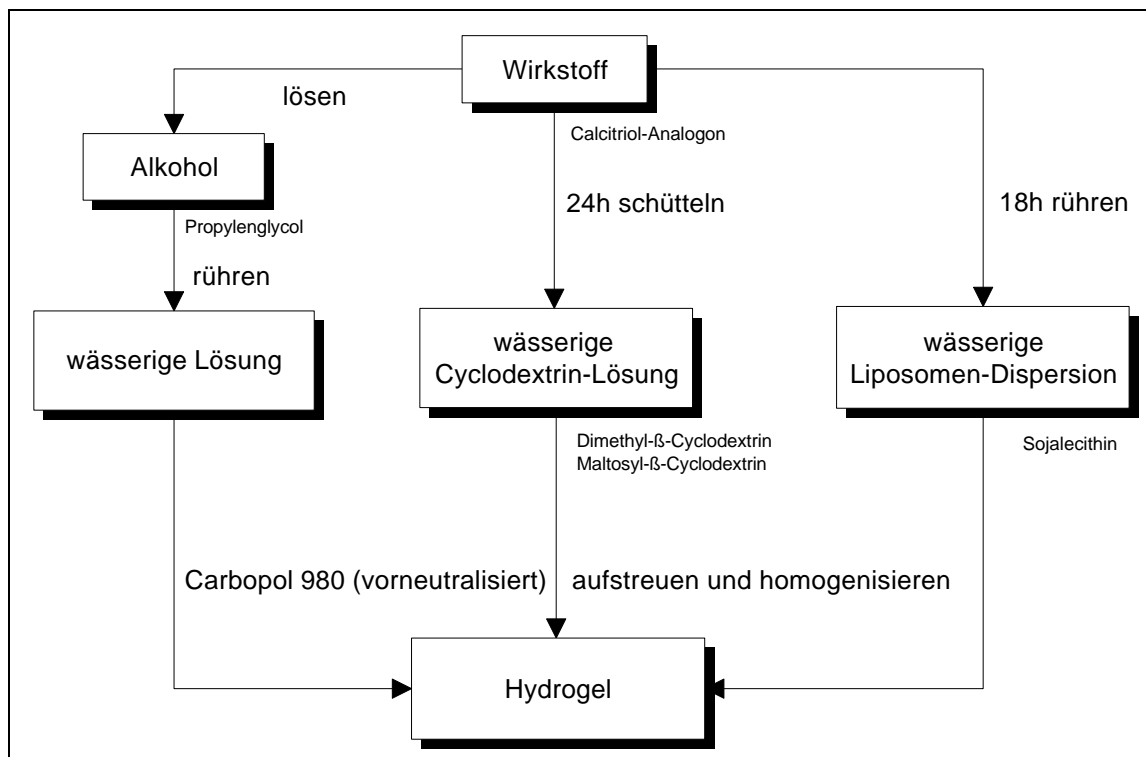 Wirkstoff
lösen
Calcitriol-Analogon
Alkohol
24h schütteln
18h rühren
Propylenglycol
rühren
wässerige Lösung
wässerige
Cyclodextrin-Lösung
wässerige
Liposomen-Dispersion
Dimethyl-ß-Cyclodextrin
Maltosyl-ß-Cyclodextrin
Sojalecithin
Carbopol 980 (vorneutralisiert)
aufstreuen und homogenisieren
Hydrogel